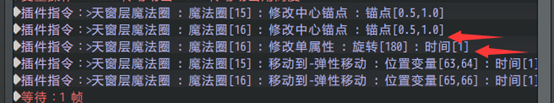 插件指令：>天窗层魔法圈 : 魔法圈[15] : 修改中心锚点 : 锚点[0.5,1.0]
插件指令：>天窗层魔法圈 : 魔法圈[16] : 修改中心锚点 : 锚点[0.5,0.0]
插件指令：>天窗层魔法圈 : 魔法圈[16] : 修改单属性 : 旋转[180] : 时间[1]
插件指令：>天窗层魔法圈 : 魔法圈[15] : 移动到-弹性移动 : 位置变量[63,64] : 时间[1]
插件指令：>天窗层魔法圈 : 魔法圈[16] : 移动到-弹性移动 : 位置变量[65,66] : 时间[1]
等待：1 帧